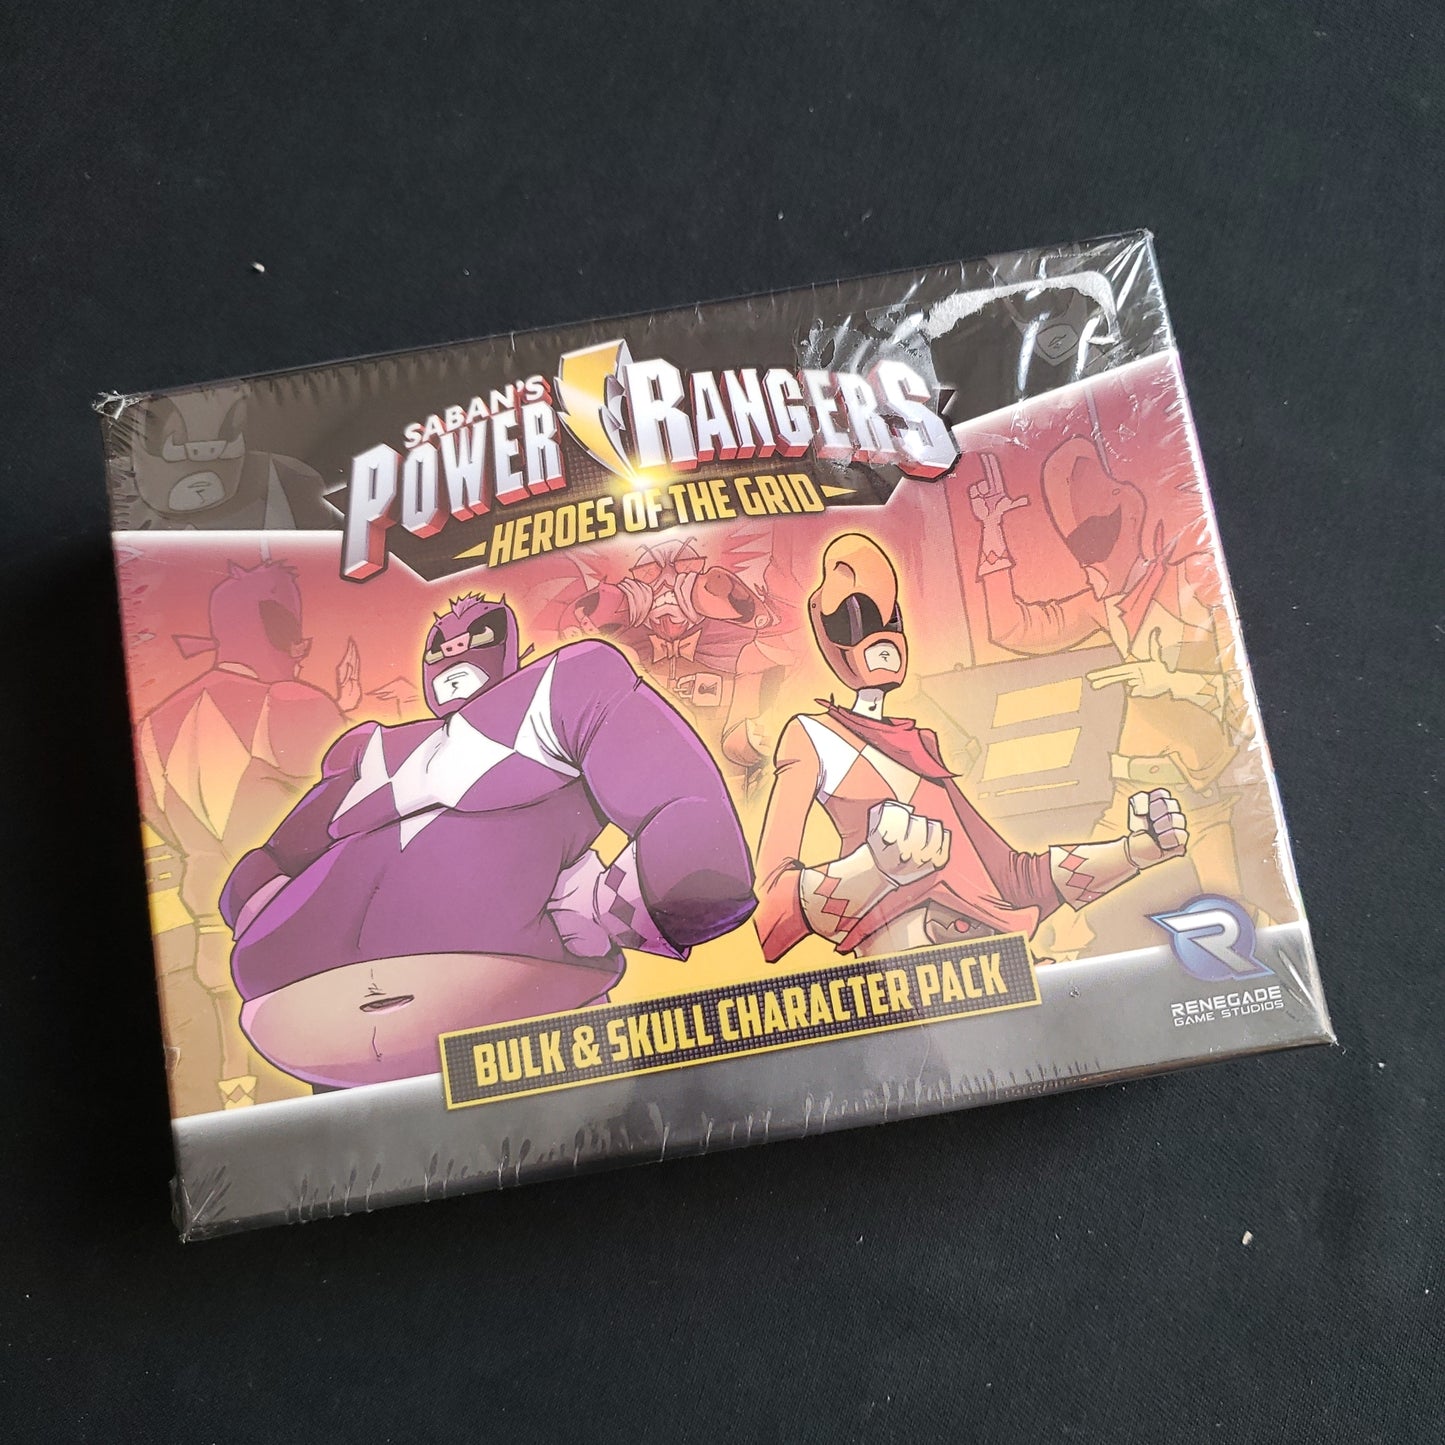 SABAN'S
POWER RANGERS
HEROES OF THE GRID
BULK & SKULL CHARACTER PACK
R
RENEGADE
GAME STUDIOS